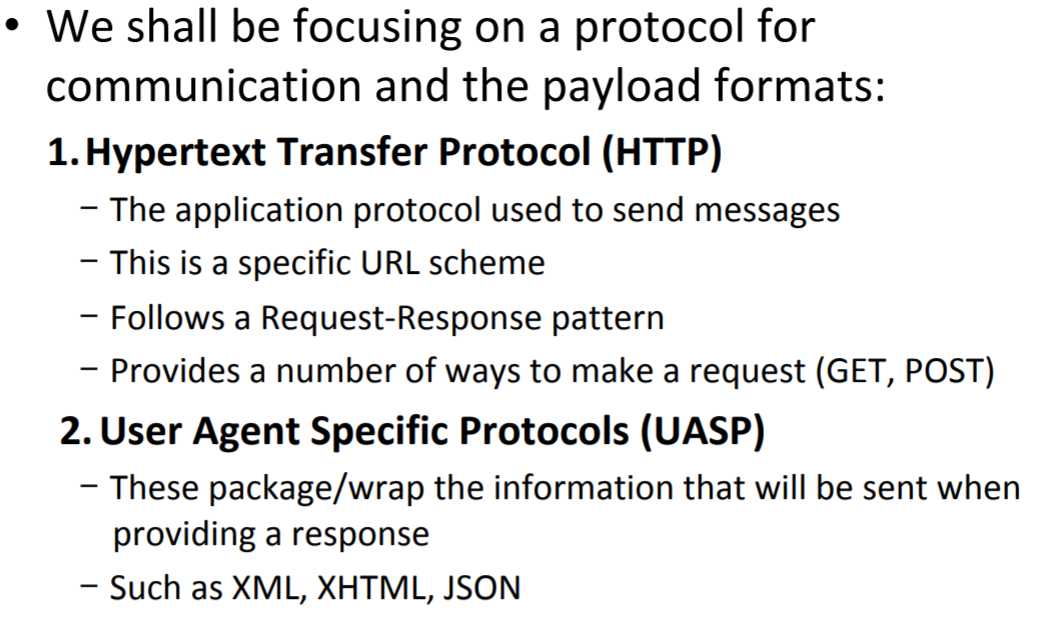 • We shall be focusing on a protocol for
communication and the payload formats:
1. Hypertext Transfer Protocol (HTTP)
– The application protocol used to send messages
– This is a specific URL scheme
– Follows a Request-Response pattern
– Provides a number of ways to make a request (GET, POST)
2. User Agent Specific Protocols (UASP)
– These package/wrap the information that will be sent when
providing a response
– Such as XML, XHTML, JSON